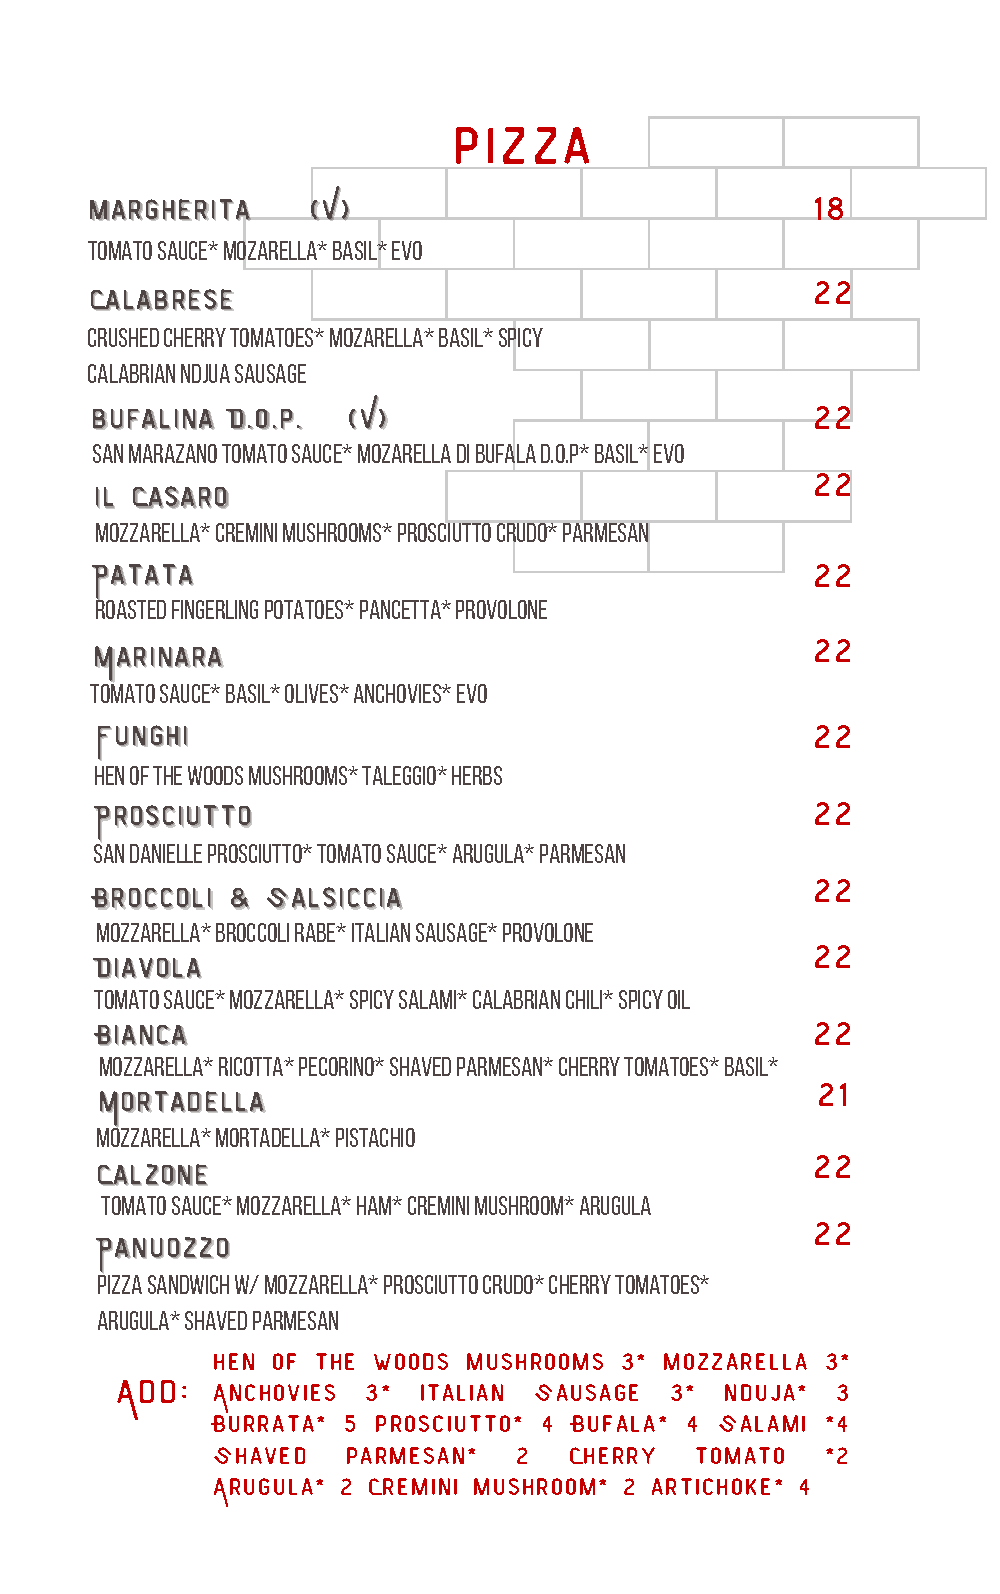 PIZZA
MARGHERITA (V) 18
TOMATO SAUCE* MOZARELLA* BASIL* EVO
CALABRESE 22
CRUSHED CHERRY TOMATOES* MOZARELLA* BASIL* SPICY
CALABRIAN NDJUA SAUSAGE
BUFALINA D.O.P. (V) 22
SAN MARAZANO TOMATO SAUCE* MOZARELLA DI BUFALA D.O.P* BASIL* EVO
IL CASARO 22
MOZZARELLA* CREMINI MUSHROOMS* PROSCIUTTO CRUDO* PARMESAN
PATATA 22
ROASTED FINGERLING POTATOES* PANCETTA* PROVOLONE
MARINARA 22
TOMATO SAUCE* BASIL* OLIVES* ANCHOVIES* EVO
FUNGHI 22
HEN OF THE WOODS MUSHROOMS* TALEGGIO* HERBS
PROSCIUTTO 22
SAN DANIELLE PROSCIUTTO* TOMATO SAUCE* ARUGULA* PARMESAN
BROCCOLI & SALSICCIA 22
MOZZARELLA* BROCCOLI RABE* ITALIAN SAUSAGE* PROVOLONE
DIAVOLA 22
TOMATO SAUCE* MOZZARELLA* SPICY SALAMI* CALABRIAN CHILI* SPICY OIL
BIANCA 22
MOZZARELLA* RICOTTA* PECORINO* SHAVED PARMESAN* CHERRY TOMATOES* BASIL*
MORTADELLA 21
MOZZARELLA* MORTADELLA* PISTACHIO
CALZONE 22
TOMATO SAUCE* MOZZARELLA* HAM* CREMINI MUSHROOM* ARUGULA
PANUOZZO 22
PIZZA SANDWICH W/ MOZZARELLA* PROSCIUTTO CRUDO* CHERRY TOMATOES*
ARUGULA* SHAVED PARMESAN
HEN OF THE WOODS MUSHROOMS 3* MOZZARELLA 3*
ADD: ANCHOVIES 3* ITALIAN SAUSAGE 3* NDUJA* 3
BURRATA* 5 PROSCIUTTO* 4 BUFALA* 4 SALAMI *4
SHAVED PARMESAN* 2 CHERRY TOMATO *2
ARUGULA* 2 CREMINI MUSHROOM* 2 ARTICHOKE* 4